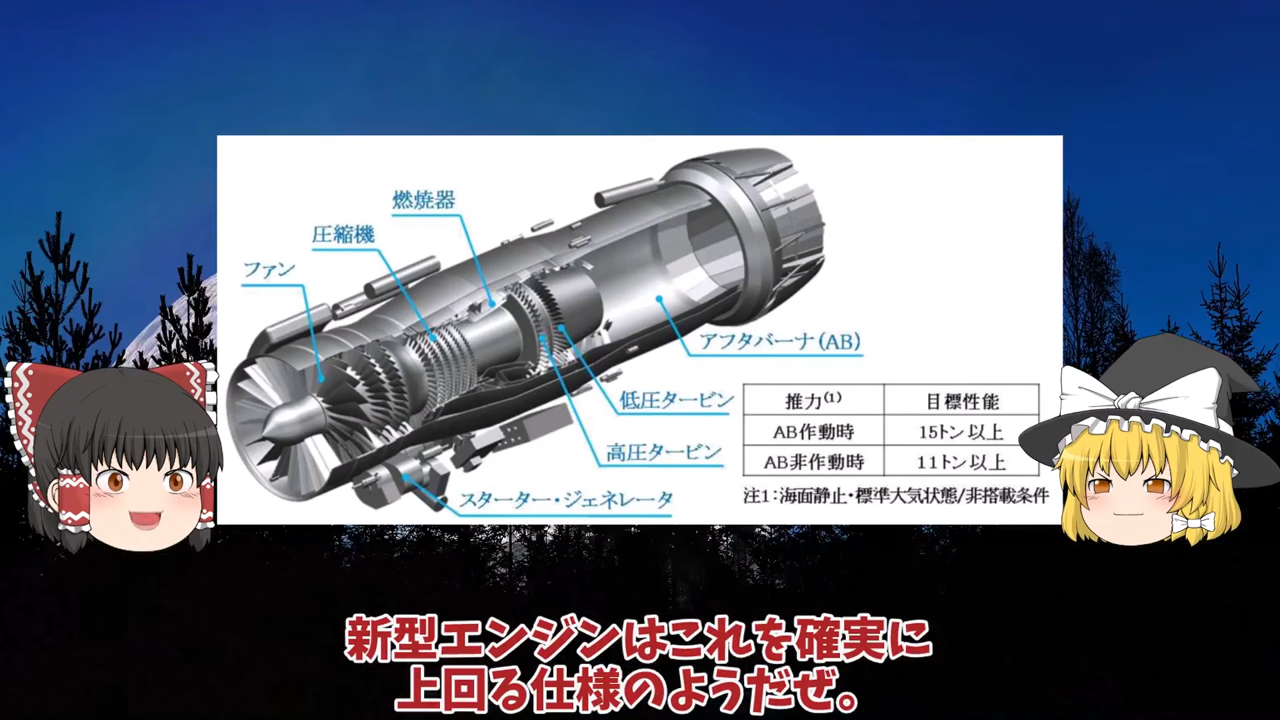 燃焼器
圧縮機
ファン
アフタバーナ(AB)
低圧タービン
高圧タービン
スターター・ジェネレータ
推力(1) 目標性能
AB作動時 15トン以上
AB非作動時 11トン以上
注1:海面静止・標準大気状態/非搭載条件
新型エンジンはこれを確実に
上回る仕様のようだぜ。